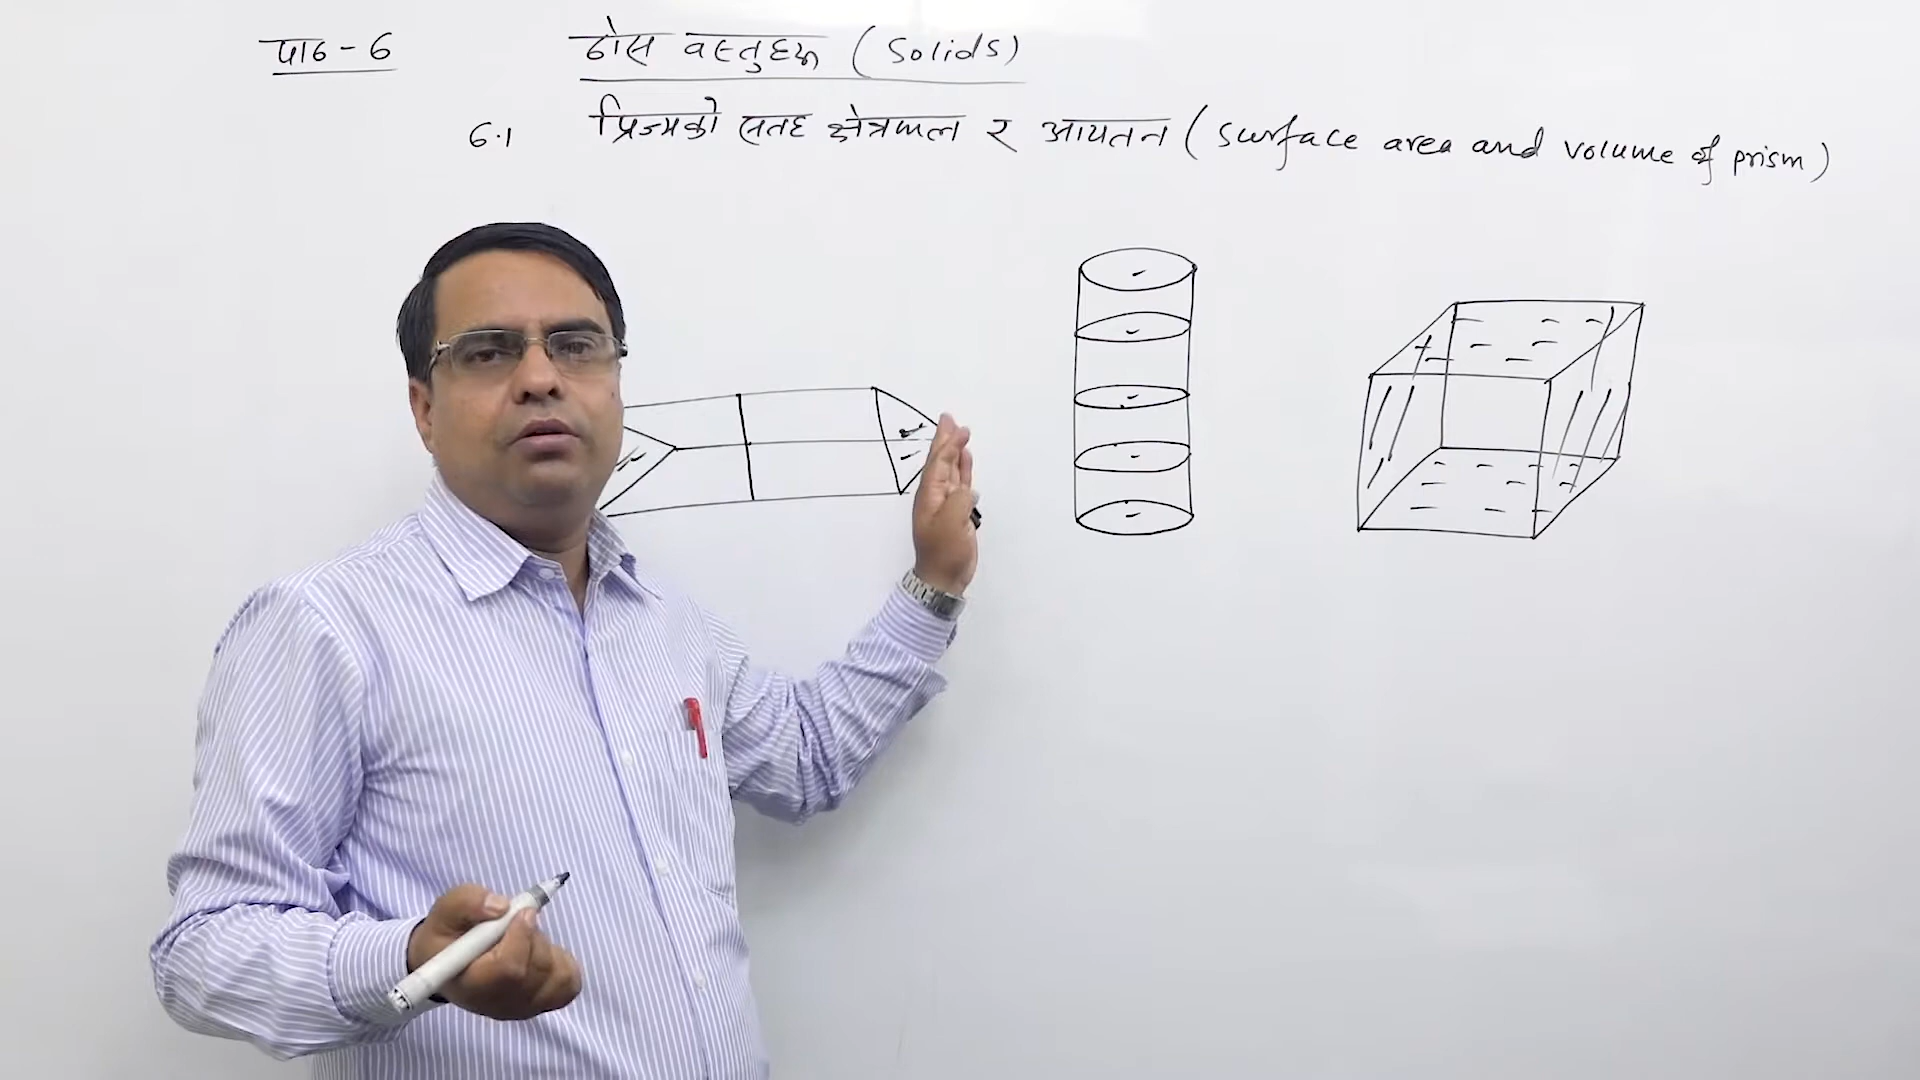 पाठ - 6
ठोस वस्तुहरू (Solids)
6.1 प्रिज्मको सतह क्षेत्रफल र आयतन (Surface area and volume of prism)